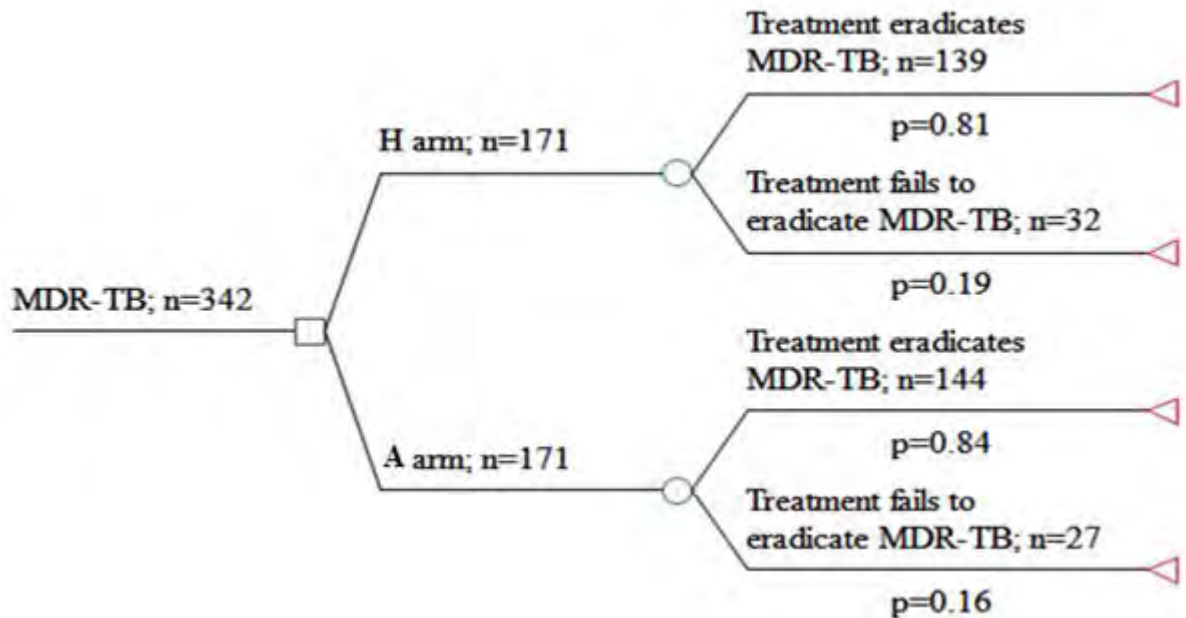 Treatment eradicates
MDR-TB; n=139
p=0.81
H arm; n=171
Treatment fails to
eradicate MDR-TB; n=32
p=0.19
MDR-TB; n=342
Treatment eradicates
MDR-TB; n=144
p=0.84
A arm; n=171
Treatment fails to
eradicate MDR-TB; n=27
p=0.16